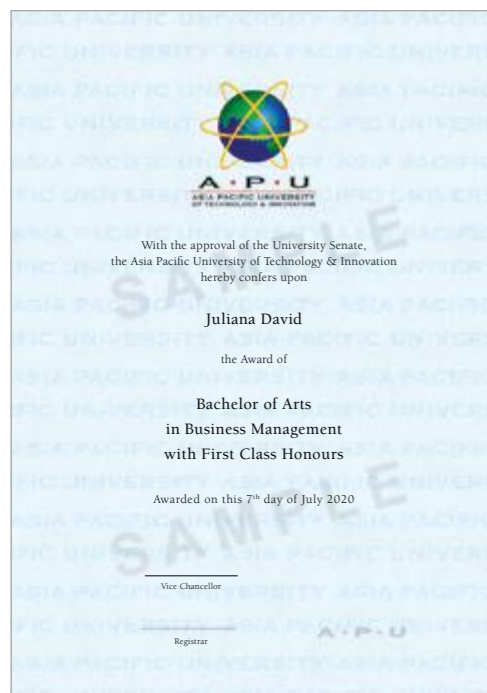 A • P • U
ASIA PACIFIC UNIVERSITY
OF TECHNOLOGY & INNOVATION
With the approval of the University Senate,
the Asia Pacific University of Technology & Innovation
hereby confers upon
Juliana David
the Award of
Bachelor of Arts
in Business Management
with First Class Honours
Awarded on this 7th day of July 2020
SAMPLE
SAMPLE
Vice Chancellor
Registrar
A • P • U